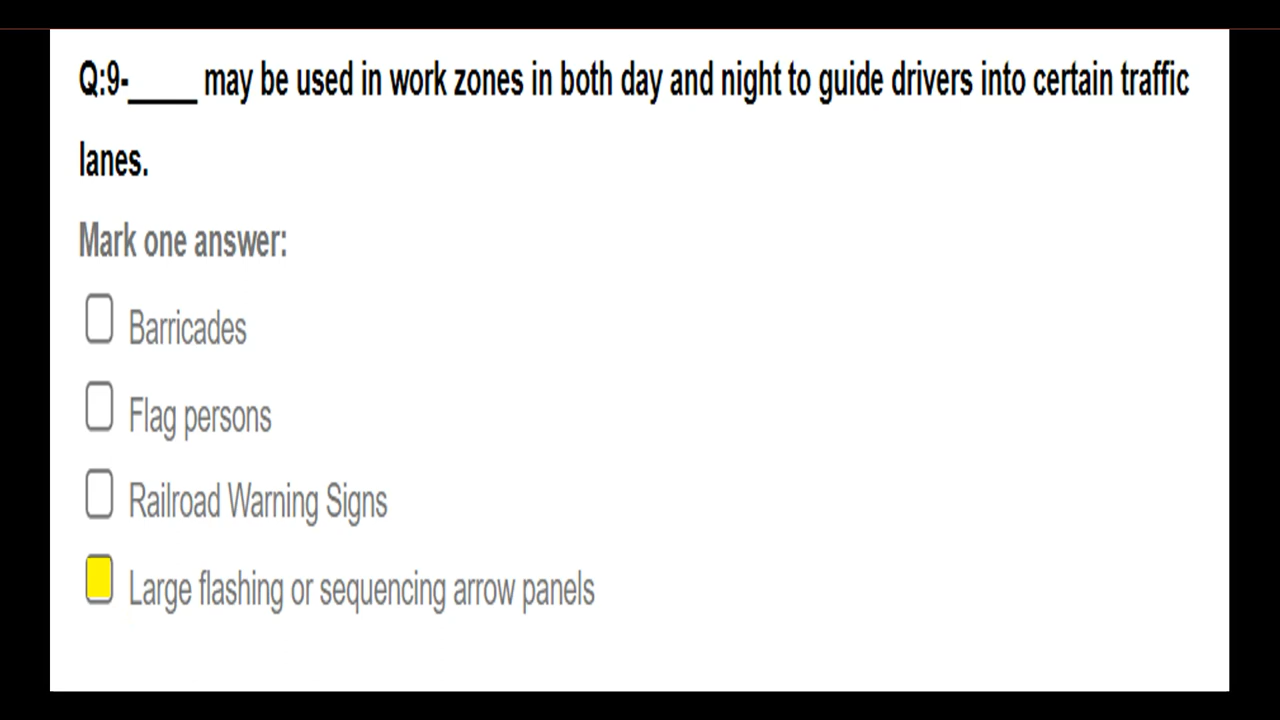 Q:9-_____ may be used in work zones in both day and night to guide drivers into certain traffic
lanes.
Mark one answer:
Barricades
Flag persons
Railroad Warning Signs
Large flashing or sequencing arrow panels